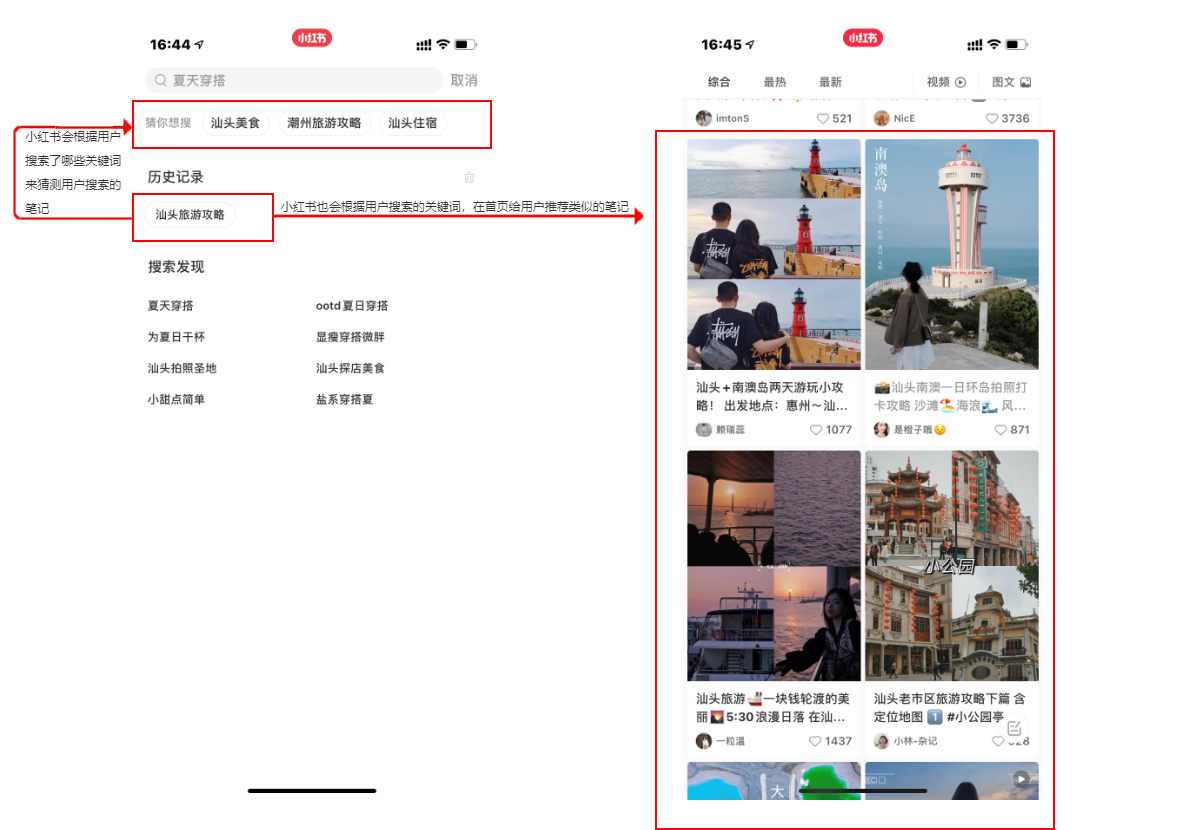 16:44
小红书
夏天穿搭
取消
猜你想搜
汕头美食
潮州旅游攻略
汕头住宿
小红书会根据用户
搜索了哪些关键词
来猜测用户搜索的
笔记
历史记录
汕头旅游攻略
小红书也会根据用户搜索的关键词，在首页给用户推荐类似的笔记
搜索发现
夏天穿搭
ootd夏日穿搭
为夏日干杯
显瘦穿搭微胖
汕头拍照圣地
汕头探店美食
小甜点简单
盐系穿搭夏
16:45
小红书
综合
最热
最新
视频
图文
imtonS
521
NicE
3736
南澳岛
汕头+南澳岛两天游玩小攻
略！ 出发地点：惠州～汕...
赖瑞蕊
1077
📸汕头南澳一日环岛拍照打
卡攻略 沙滩🏖️海浪🌊 风...
是橙子哦😣
871
小公园
汕头旅游🚢一块钱轮渡的美
丽🌄5:30浪漫日落 在汕...
一粒温
1437
汕头老市区旅游攻略下篇 含
定位地图 1️⃣ #小公园亭
小林-杂记
大